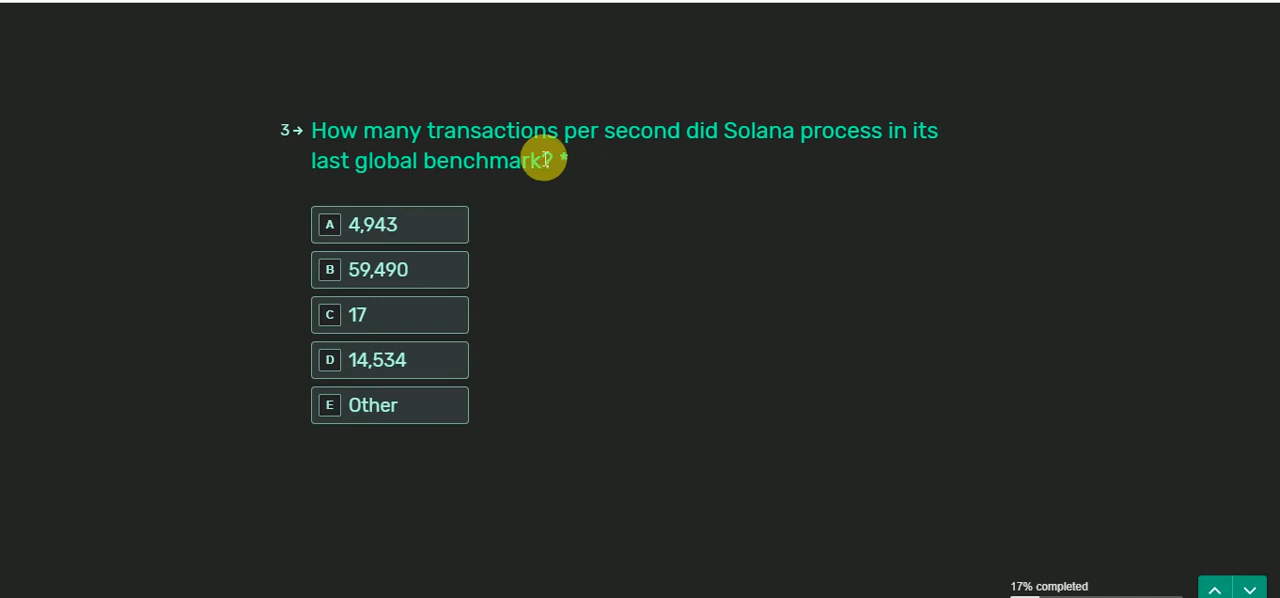 3 → How many transactions per second did Solana process in its
last global benchmark? *
A 4,943
B 59,490
C 17
D 14,534
E Other
17% completed